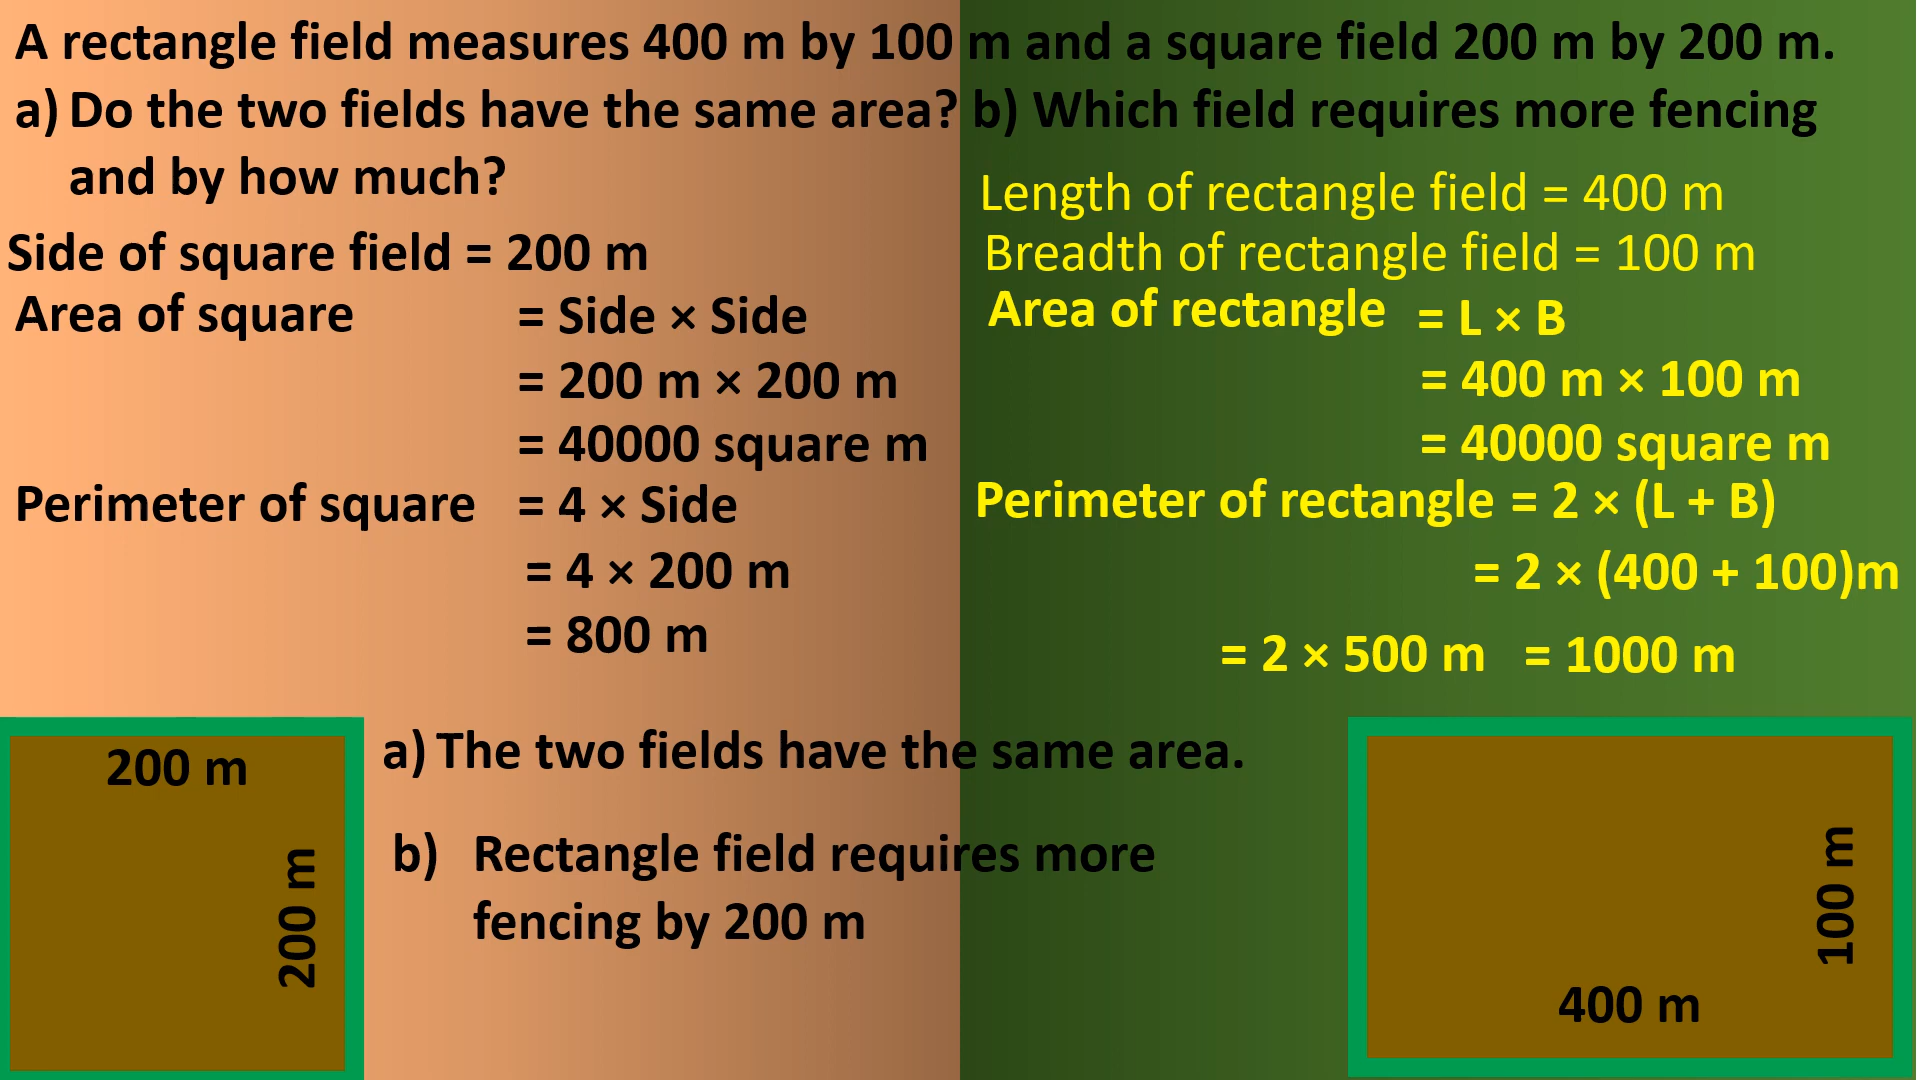 A rectangle field measures 400 m by 100 m and a square field 200 m by 200 m.
a) Do the two fields have the same area? b) Which field requires more fencing
and by how much?
Side of square field = 200 m
Area of square = Side × Side
= 200 m × 200 m
= 40000 square m
Perimeter of square = 4 × Side
= 4 × 200 m
= 800 m
Length of rectangle field = 400 m
Breadth of rectangle field = 100 m
Area of rectangle = L × B
= 400 m × 100 m
= 40000 square m
Perimeter of rectangle = 2 × (L + B)
= 2 × (400 + 100)m
= 2 × 500 m = 1000 m
200 m
200 m
a) The two fields have the same area.
b) Rectangle field requires more
fencing by 200 m
100 m
400 m